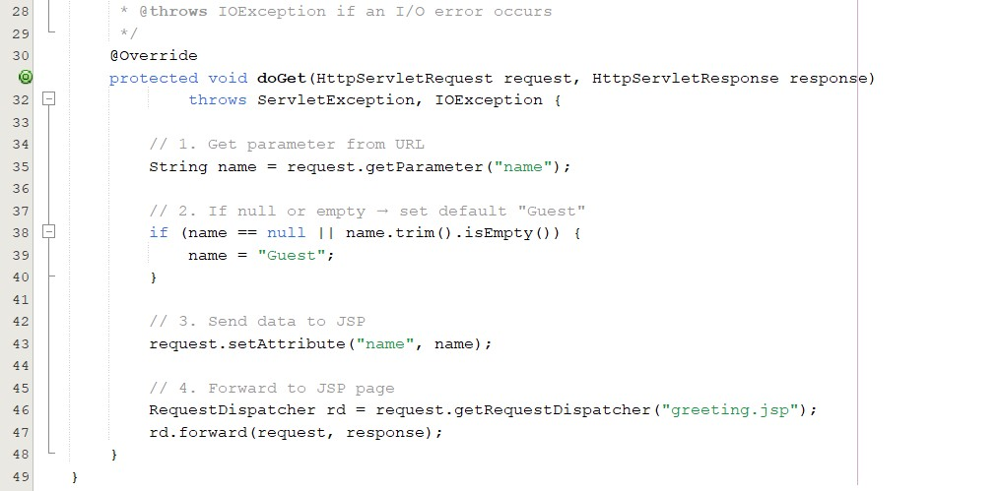 28 * @throws IOException if an I/O error occurs
29 */
30 @Override
protected void doGet(HttpServletRequest request, HttpServletResponse response)
32 throws ServletException, IOException {
33
34 // 1. Get parameter from URL
35 String name = request.getParameter("name");
36
37 // 2. If null or empty → set default "Guest"
38 if (name == null || name.trim().isEmpty()) {
39 name = "Guest";
40 }
41
42 // 3. Send data to JSP
43 request.setAttribute("name", name);
44
45 // 4. Forward to JSP page
46 RequestDispatcher rd = request.getRequestDispatcher("greeting.jsp");
47 rd.forward(request, response);
48 }
49 }